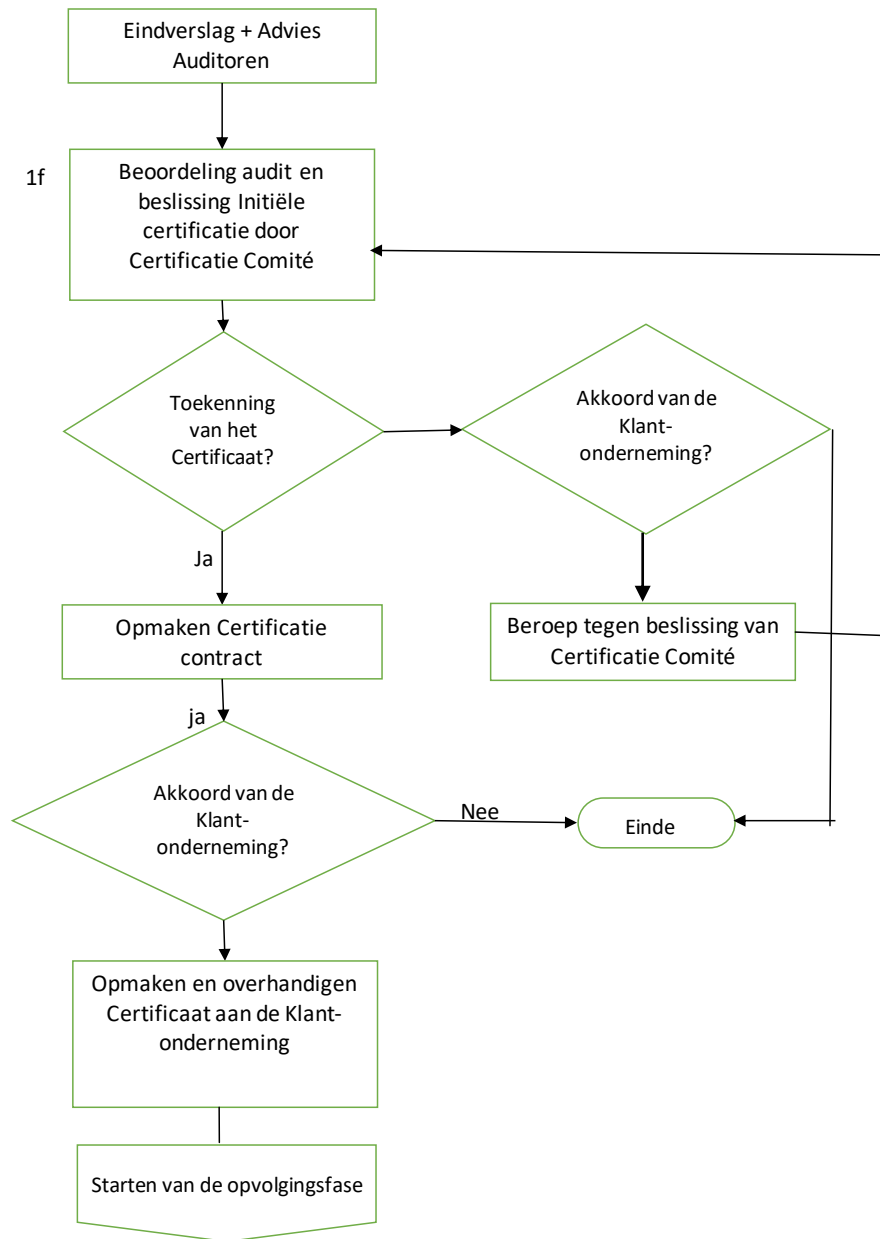 Eindverslag + Advies
Auditoren
1f
Beoordeling audit en
beslissing Initiële
certificatie door
Certificatie Comité
Toekenning
van het
Certificaat?
Akkoord van de
Klant-
onderneming?
Ja
Opmaken Certificatie
contract
Beroep tegen beslissing van
Certificatie Comité
ja
Akkoord van de
Klant-
onderneming?
Nee
Einde
Opmaken en overhandigen
Certificaat aan de Klant-
onderneming
Starten van de opvolgingsfase